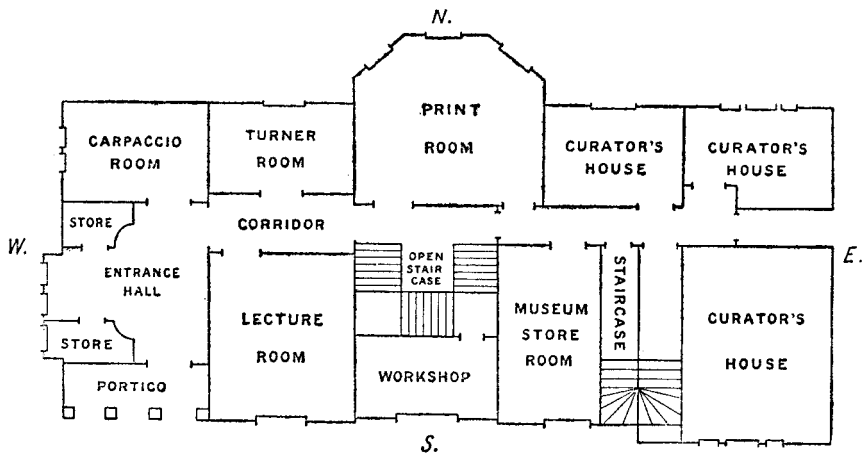 N.
CARPACCIO
ROOM
TURNER
ROOM
PRINT
ROOM
CURATOR'S
HOUSE
CURATOR'S
HOUSE
STORE
CORRIDOR
W.
ENTRANCE
HALL
OPEN
STAIR
CASE
STAIRCASE
E.
STORE
LECTURE
ROOM
MUSEUM
STORE
ROOM
CURATOR'S
HOUSE
PORTICO
WORKSHOP
S.